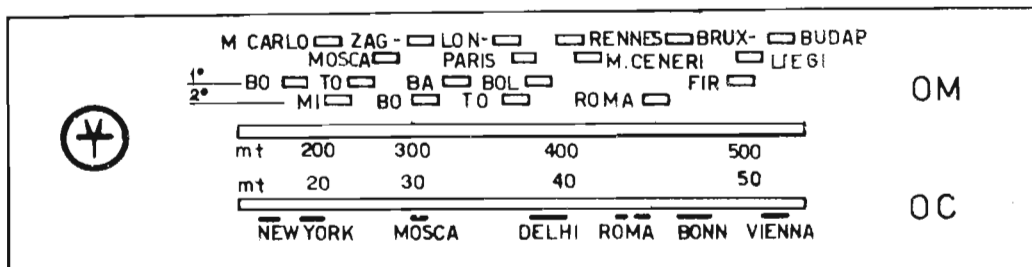 M CARLO ZAG- LON- RENNES BRUX- BUDAP
MOSCA PARIS M. CENERI LIEGI
1° BO TO BA BOL FIR OM
2° MI BO TO ROMA
mt 200 300 400 500
mt 20 30 40 50
OC
NEW YORK MOSCA DELHI ROMA BONN VIENNA